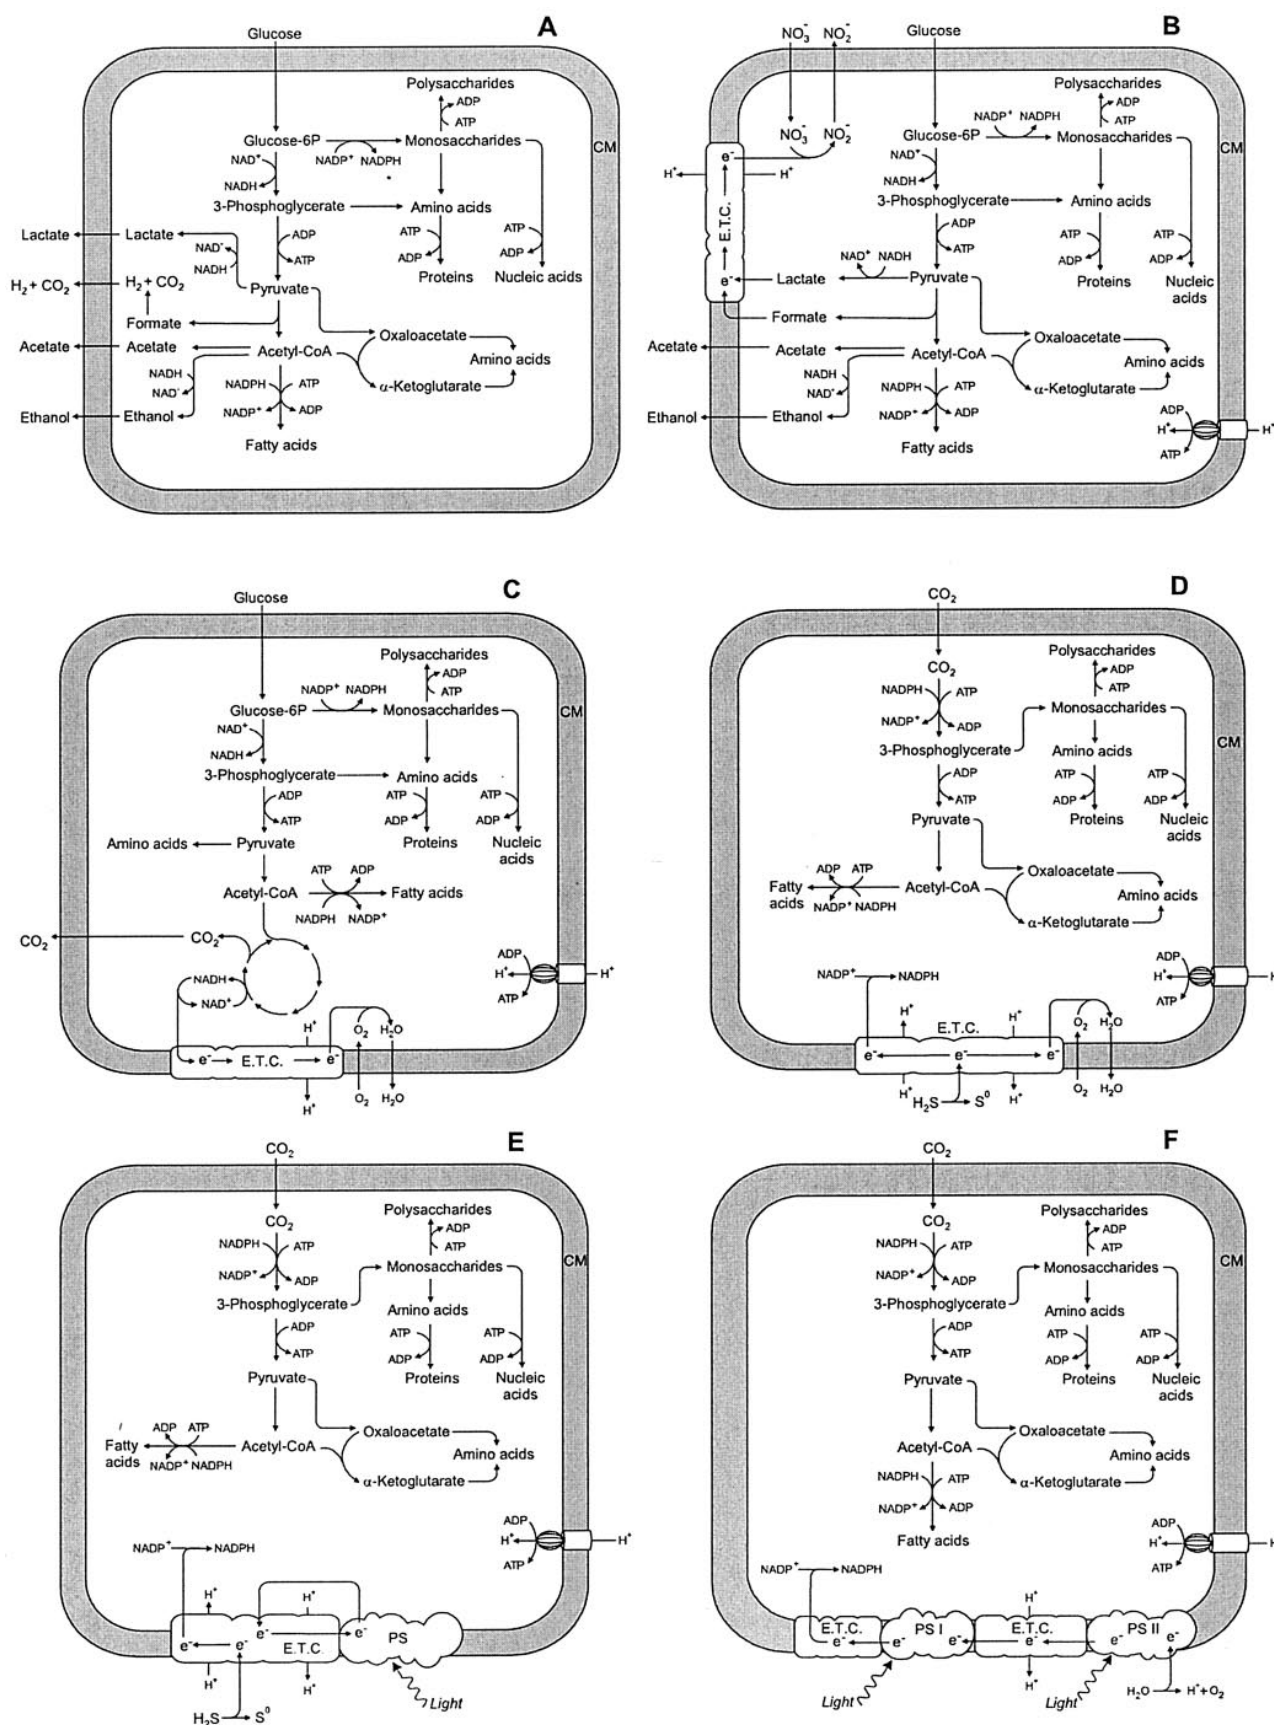 A
Glucose
Polysaccharides
ADP
ATP
Glucose-6P
NADP⁺ NADPH
Monosaccharides
CM
NAD⁺
NADH
3-Phosphoglycerate
Amino acids
Lactate
Lactate
NAD⁺
NADH
ADP
ATP
ATP
ADP
ATP
ADP
Proteins
Nucleic acids
H₂ + CO₂
H₂ + CO₂
Pyruvate
Formate
Oxaloacetate
Acetate
Acetate
Acetyl-CoA
Amino acids
NADH
NAD⁺
NADPH
ATP
α-Ketoglutarate
Ethanol
Ethanol
NADP⁺
ADP
Fatty acids
B
NO₃⁻ NO₂⁻
Glucose
Polysaccharides
ADP
ATP
NO₃⁻ NO₂⁻
NADP⁺ NADPH
Glucose-6P
Monosaccharides
CM
e⁻
H⁺
H⁺
NAD⁺
NADH
3-Phosphoglycerate
Amino acids
E.T.C.
ADP
ATP
ATP
ADP
ATP
ADP
NAD⁺ NADH
e⁻
Lactate
Pyruvate
Proteins
Nucleic
acids
Formate
Oxaloacetate
Acetate
Acetate
Acetyl-CoA
Amino acids
NADH
NAD⁺
NADPH
ATP
α-Ketoglutarate
Ethanol
Ethanol
NADP⁺
ADP
Fatty acids
ADP
H⁺
H⁺
ATP
C
Glucose
Polysaccharides
ADP
ATP
NADP⁺ NADPH
Glucose-6P
Monosaccharides
CM
NAD⁺
NADH
3-Phosphoglycerate
Amino acids
ADP
ATP
ATP
ADP
ATP
ADP
Amino acids
Pyruvate
Proteins
Nucleic
acids
ATP ADP
Acetyl-CoA
Fatty acids
NADPH NADP⁺
CO₂
CO₂
NADH
NAD⁺
ADP
H⁺
H⁺
ATP
H⁺
O₂
H₂O
e⁻
E.T.C.
e⁻
H⁺
O₂
H₂O
D
CO₂
CO₂
Polysaccharides
ADP
ATP
NADPH
ATP
NADP⁺
ADP
Monosaccharides
CM
3-Phosphoglycerate
Amino acids
ADP
ATP
ATP
ADP
ATP
ADP
Pyruvate
Proteins
Nucleic
acids
ADP ATP
Fatty
acids
Acetyl-CoA
NADP⁺ NADPH
Oxaloacetate
Amino acids
α-Ketoglutarate
NADP⁺
NADPH
ADP
H⁺
H
ATP
H⁺
E.T.C.
H⁺
O₂
H₂O
e⁻
e⁻
e⁻
H⁺
H₂S
S⁰
H⁺
O₂
H₂O
E
CO₂
CO₂
Polysaccharides
ADP
ATP
NADPH
ATP
NADP⁺
ADP
Monosaccharides
CM
3-Phosphoglycerate
Amino acids
ADP
ATP
ATP
ADP
ATP
ADP
Pyruvate
Proteins
Nucleic
acids
ADP ATP
Fatty
acids
Acetyl-CoA
NADP⁺ NADPH
Oxaloacetate
Amino acids
α-Ketoglutarate
NADP⁺
NADPH
ADP
H⁺
H⁺
ATP
H⁺
H⁺
e⁻
e⁻
e⁻
E.T.C.
e⁻
PS
H⁺
H⁺
Light
H₂S
S⁰
F
CO₂
CO₂
Polysaccharides
ADP
ATP
NADPH
ATP
NADP⁺
ADP
Monosaccharides
CM
3-Phosphoglycerate
Amino acids
ADP
ATP
ATP
ADP
ATP
ADP
Pyruvate
Proteins
Nucleic
acids
Oxaloacetate
Acetyl-CoA
Amino acids
NADPH
ATP
α-Ketoglutarate
NADP⁺
ADP
Fatty acids
ADP
H⁺
H
ATP
NADP⁺
NADPH
H⁺
E.T.C.
PS I
E.T.C.
PS II
e⁻
e⁻
e⁻
e⁻
e⁻
e⁻
H⁺
Light
Light
H₂O
H⁺ + O₂